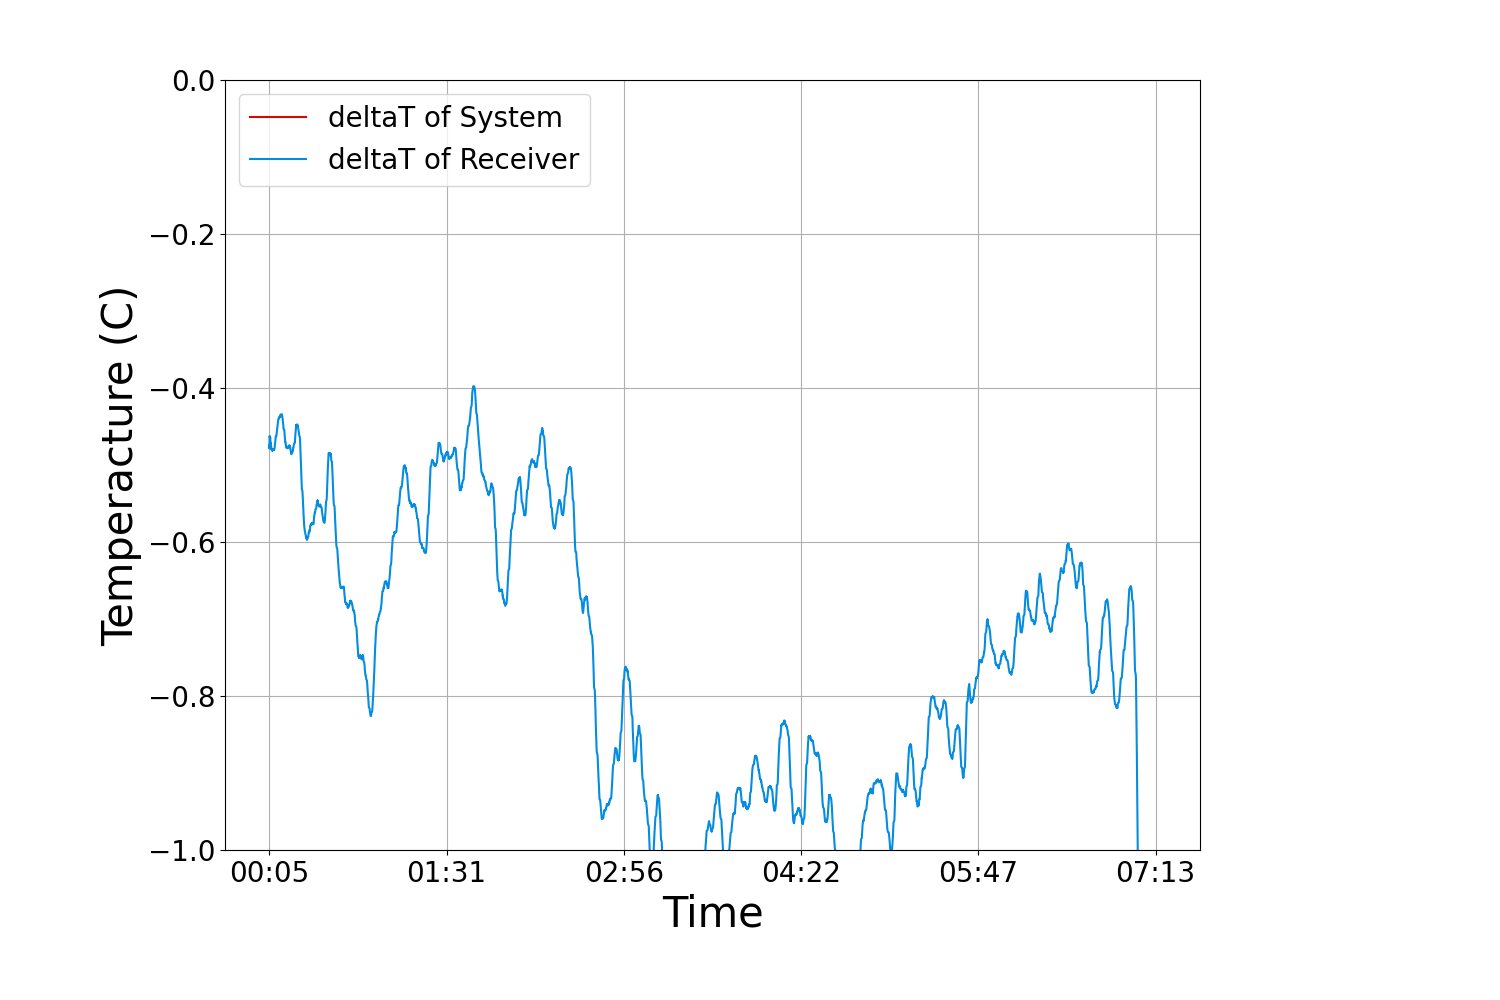 0.0
−0.2
−0.4
−0.6
−0.8
−1.0
Temperacture (C)
deltaT of System
deltaT of Receiver
00:05 01:31 02:56 04:22 05:47 07:13
Time